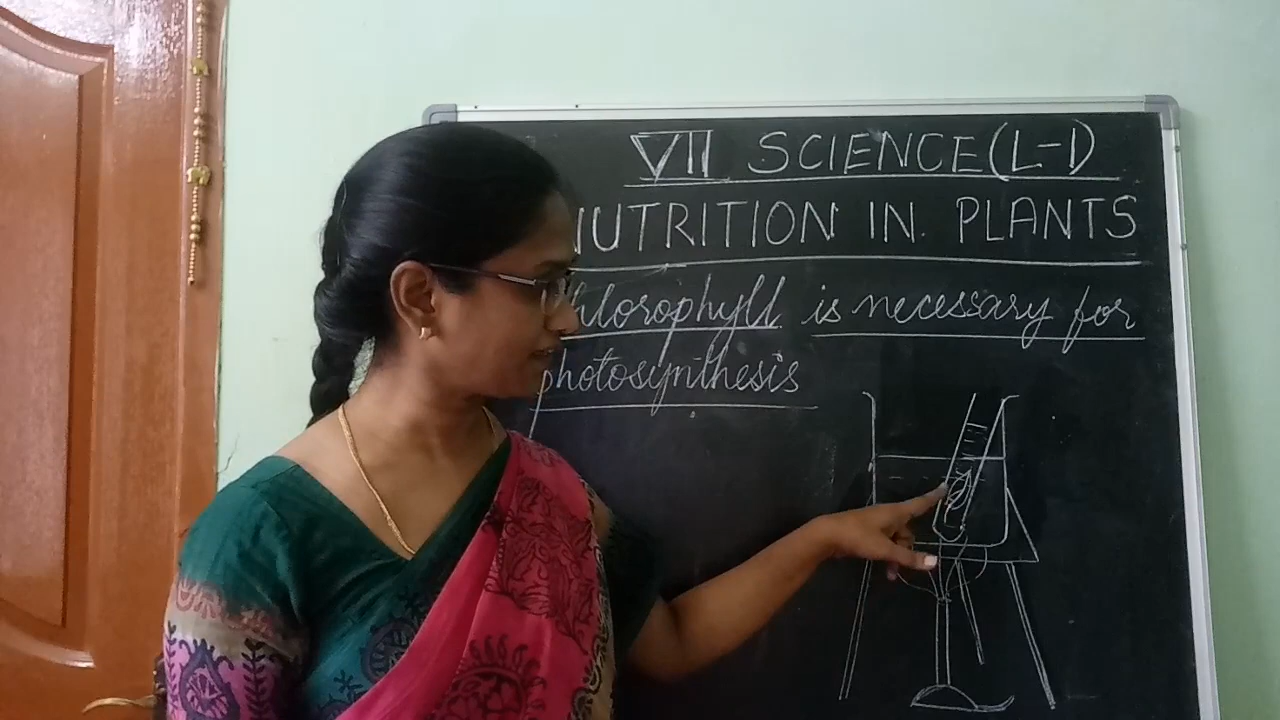 VII SCIENCE(L-1)
NUTRITION IN PLANTS
Chlorophyll is necessary for
photosynthesis